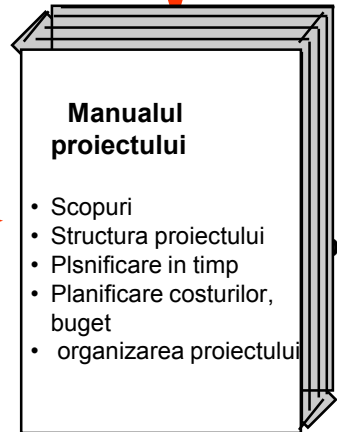 Manualul
proiectului
• Scopuri
• Structura proiectului
• Plsnificare in timp
• Planificare costurilor,
buget
• organizarea proiectului